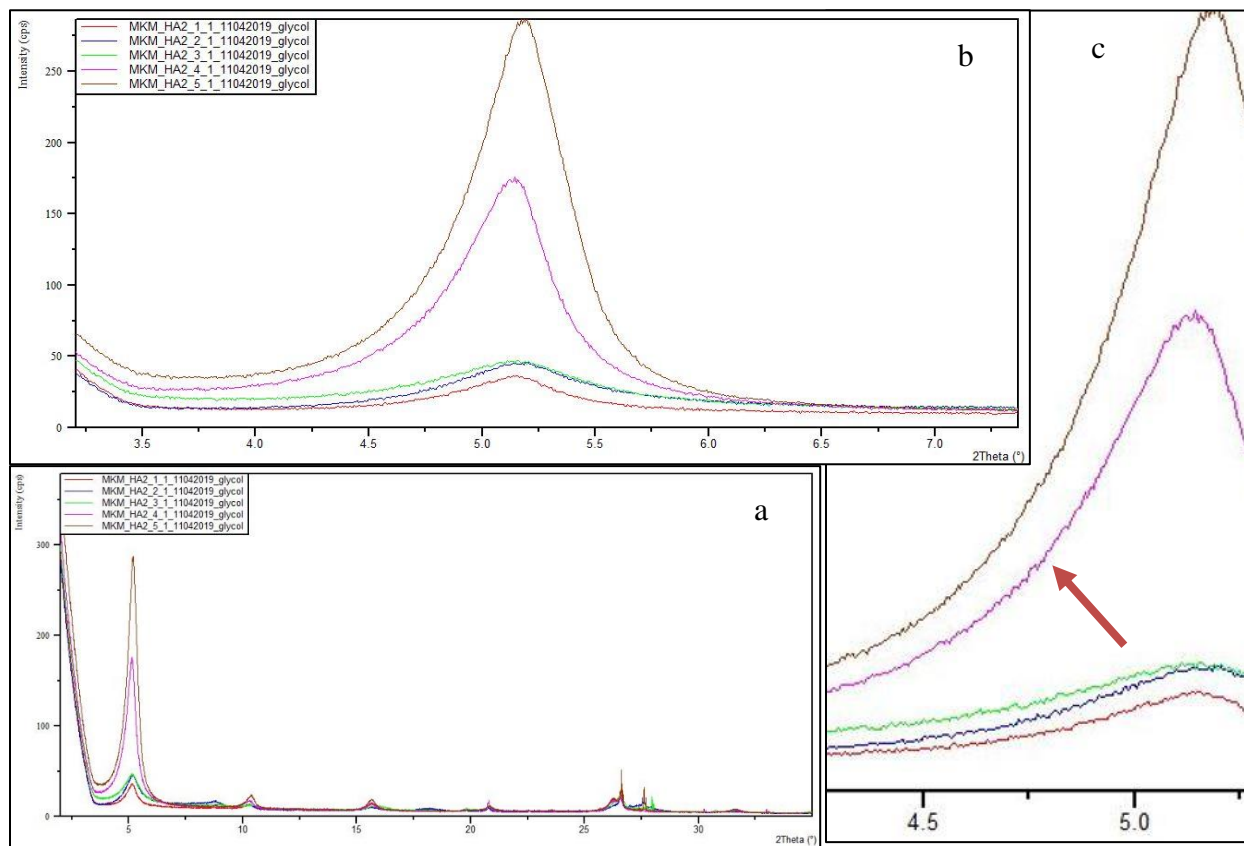 Intensity (cps)
MKM_HA2_1_1_11042019_glycol
MKM_HA2_2_1_11042019_glycol
MKM_HA2_3_1_11042019_glycol
MKM_HA2_4_1_11042019_glycol
MKM_HA2_5_1_11042019_glycol
b
250
200
150
100
50
0
3.5 4.0 4.5 5.0 5.5 6.0 6.5 7.0
2Theta (°)
c
4.5 5.0
Intensity (cps)
MKM_HA2_1_1_11042019_glycol
MKM_HA2_2_1_11042019_glycol
MKM_HA2_3_1_11042019_glycol
MKM_HA2_4_1_11042019_glycol
MKM_HA2_5_1_11042019_glycol
a
300
200
100
0
5 10 15 20 25 30
2Theta (°)